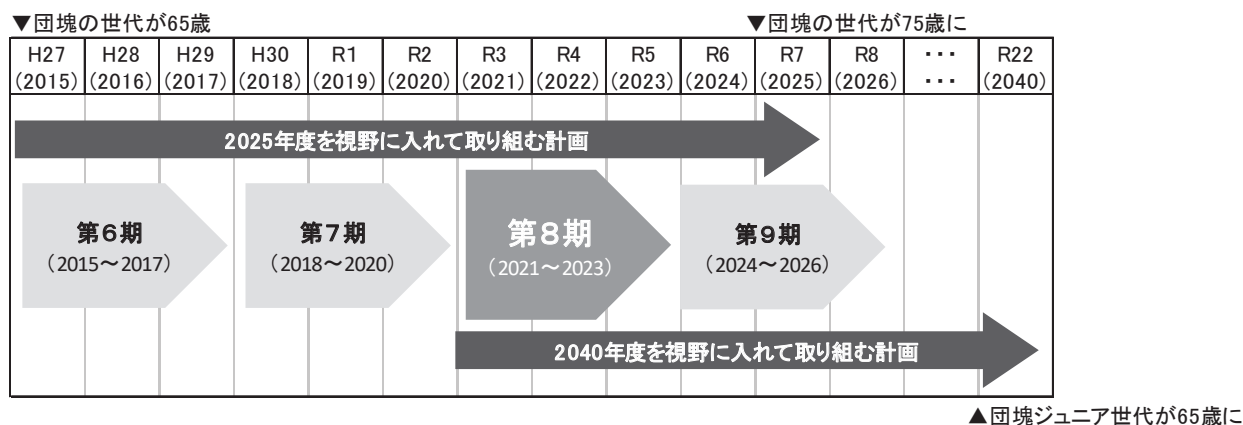 ▼団塊の世代が65歳 ▼団塊の世代が75歳に
H27 H28 H29 H30 R1 R2 R3 R4 R5 R6 R7 R8 ・・・ R22
(2015) (2016) (2017) (2018) (2019) (2020) (2021) (2022) (2023) (2024) (2025) (2026) ・・・ (2040)
2025年度を視野に入れて取り組む計画
第6期 第7期 第8期 第9期
（2015～2017） （2018～2020） （2021～2023） （2024～2026）
2040年度を視野に入れて取り組む計画
▲団塊ジュニア世代が65歳に